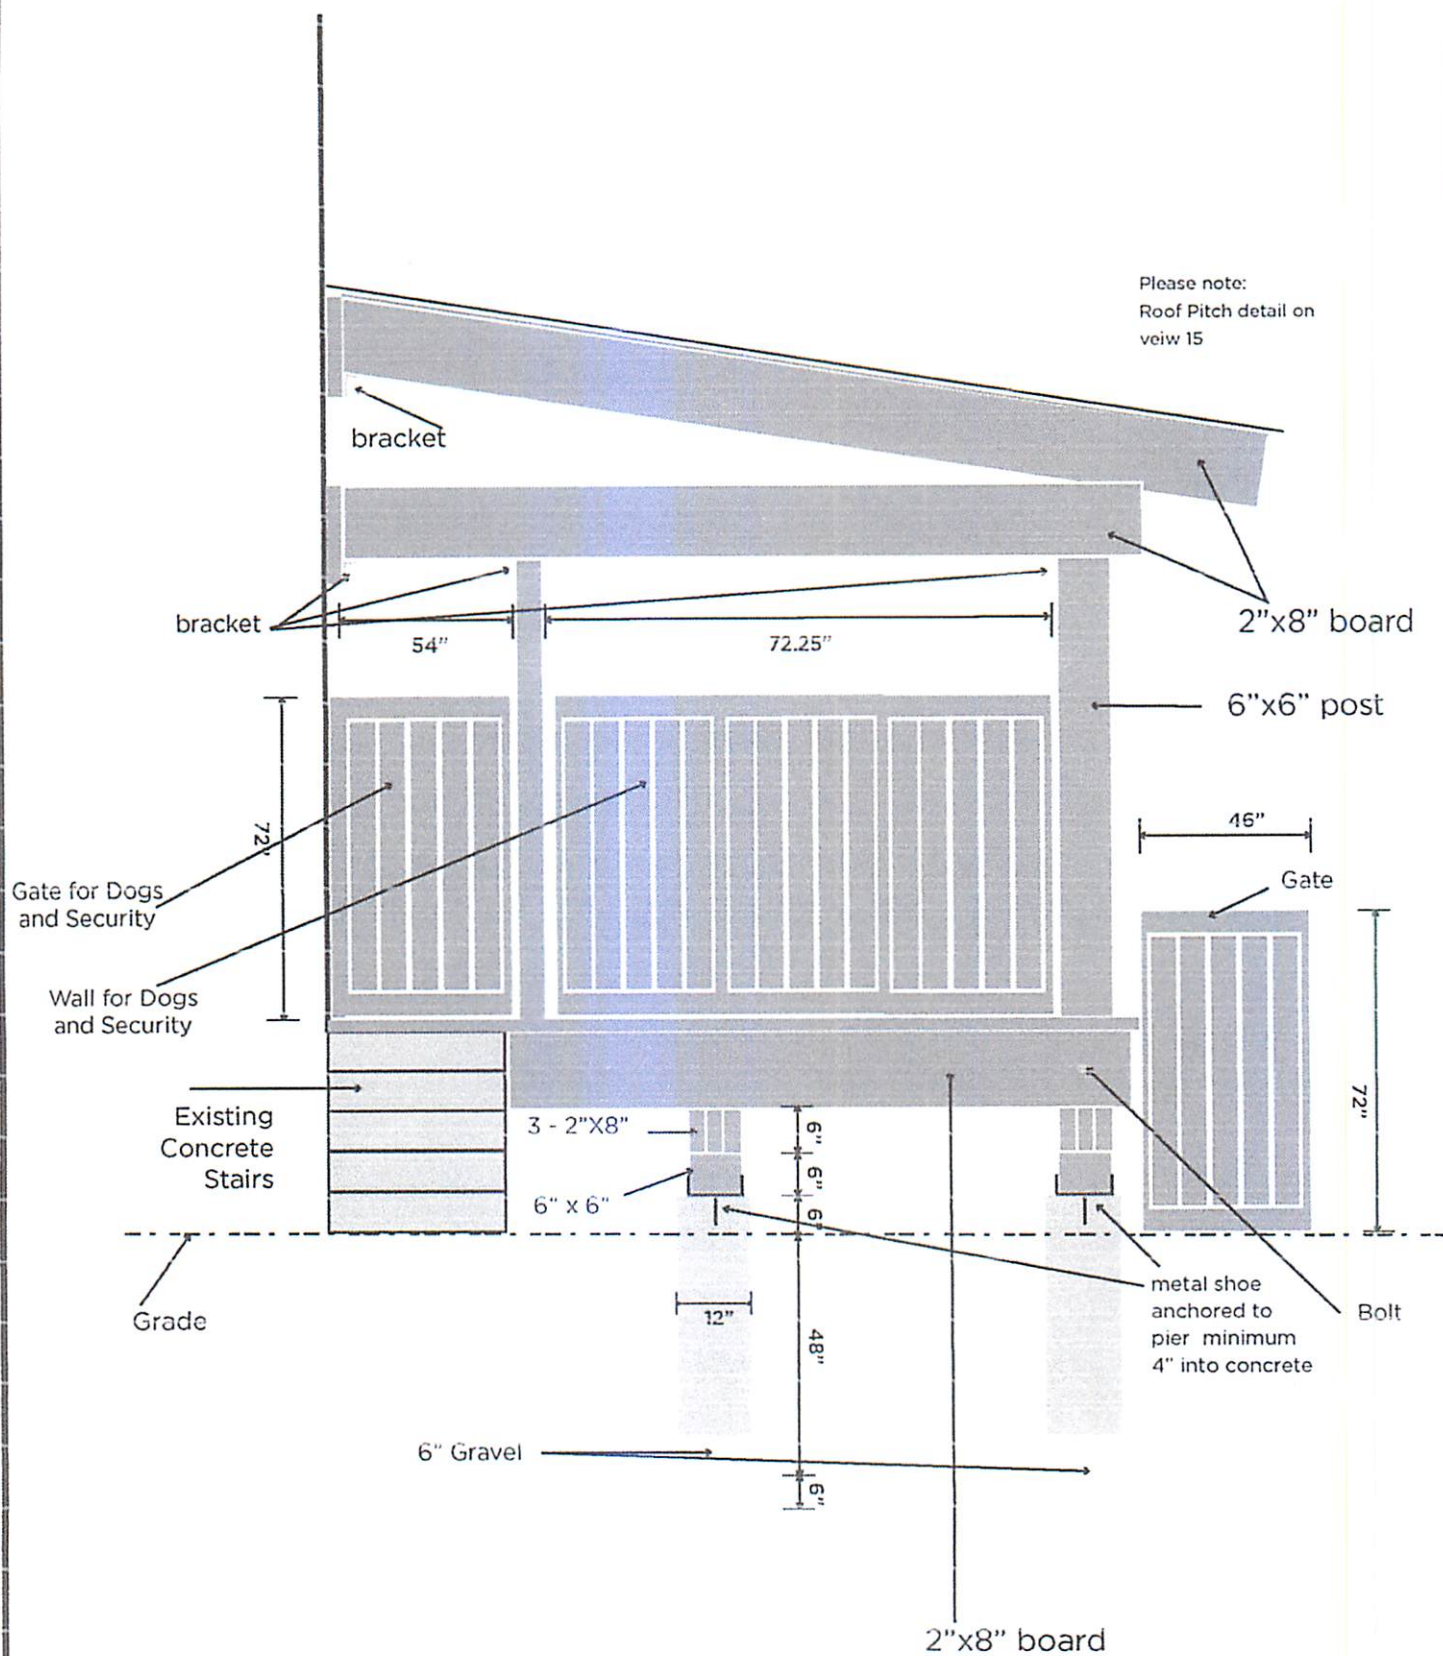 Please note:
Roof Pitch detail on
veiw 15
bracket
bracket
54”
72.25”
2”x8” board
6”x6” post
72”
46”
Gate
Gate for Dogs
and Security
Wall for Dogs
and Security
72”
Existing
Concrete
Stairs
3 - 2”X8”
6”
6”
6” x 6”
6”
Grade
12”
48”
metal shoe
anchored to
pier minimum
4” into concrete
Bolt
6” Gravel
6”
2”x8” board